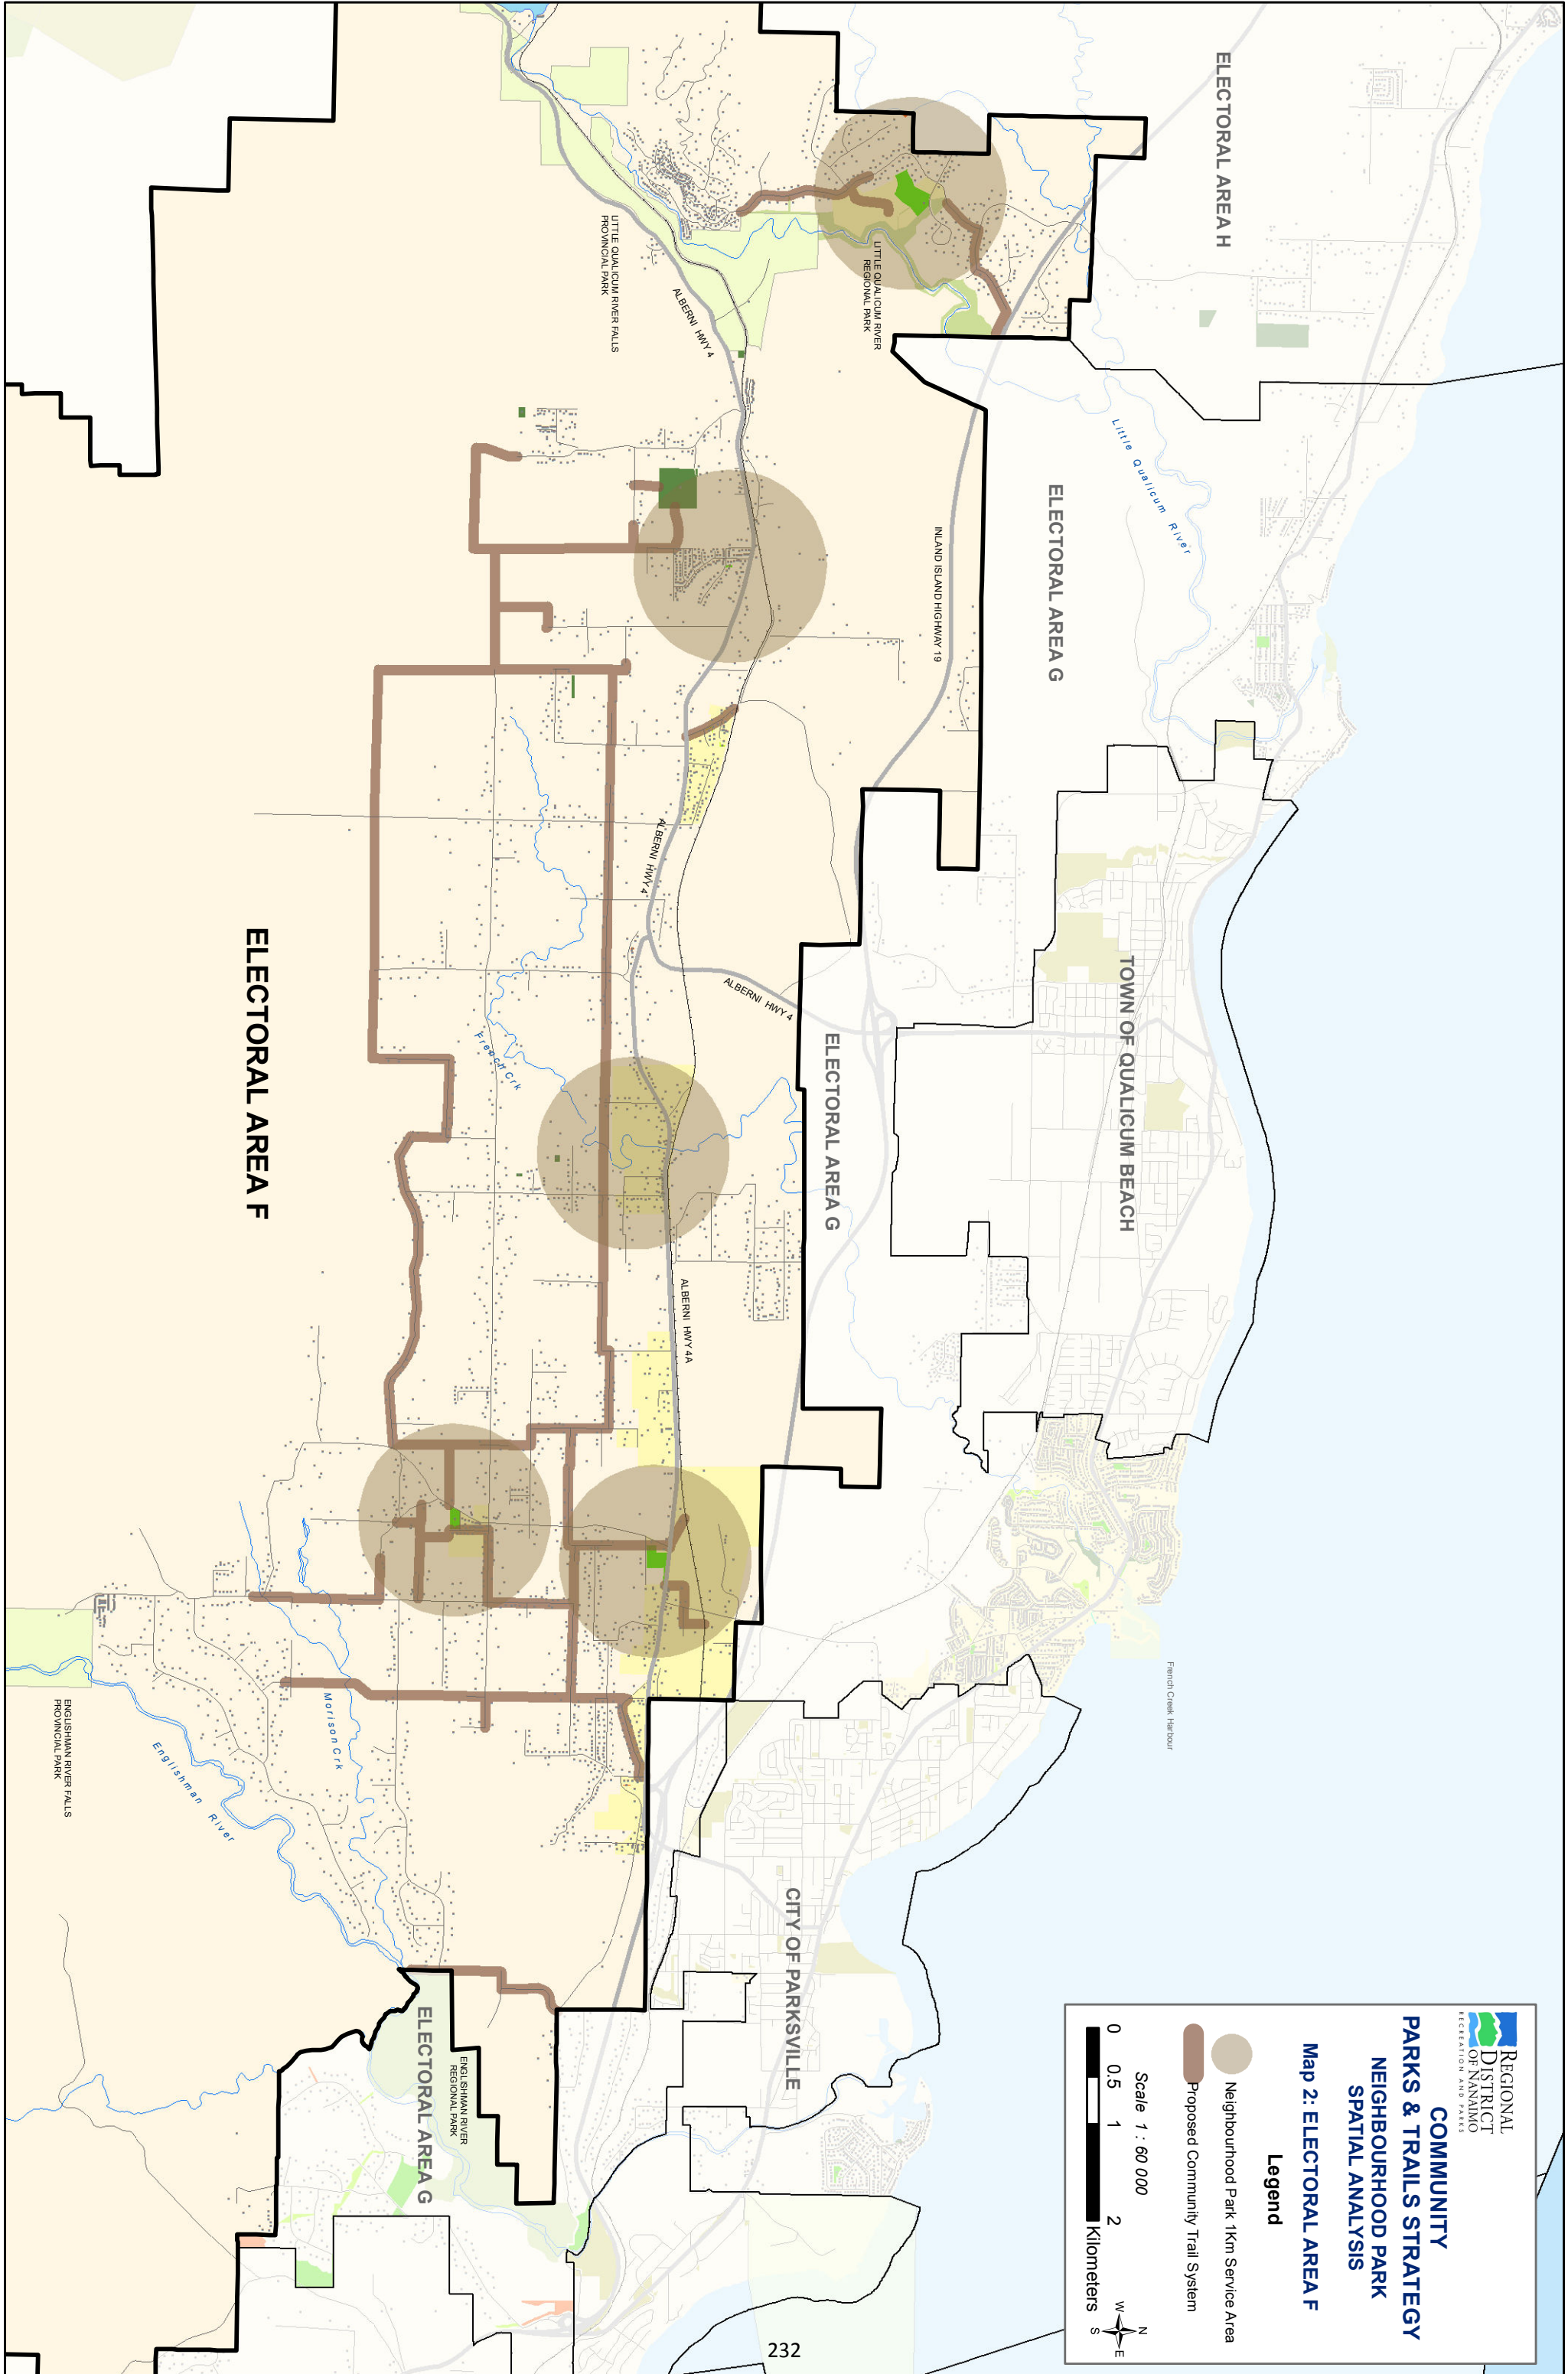 REGIONAL
DISTRICT
OF NANAIMO
RECREATION AND PARKS
COMMUNITY
PARKS & TRAILS STRATEGY
NEIGHBOURHOOD PARK
SPATIAL ANALYSIS
Map 2: ELECTORAL AREA F
Legend
Neighbourhood Park 1Km Service Area
Proposed Community Trail System
Scale 1 : 60 000
0 0.5 1 2
Kilometers
N
W E
S
ELECTORAL AREA H
ELECTORAL AREA G
Little Qualicum River
TOWN OF QUALICUM BEACH
French Creek Harbour
CITY OF PARKSVILLE
INLAND ISLAND HIGHWAY 19
LITTLE QUALICUM RIVER
REGIONAL PARK
ALBERNI HWY 4
LITTLE QUALICUM RIVER FALLS
PROVINCIAL PARK
ALBERNI HWY 4
ALBERNI HWY 4
ELECTORAL AREA G
ALBERNI HWY 4A
French Crk
ELECTORAL AREA F
Morison Crk
Englishman River
ENGLISHMAN RIVER FALLS
PROVINCIAL PARK
ENGLISHMAN RIVER
REGIONAL PARK
ELECTORAL AREA G
232